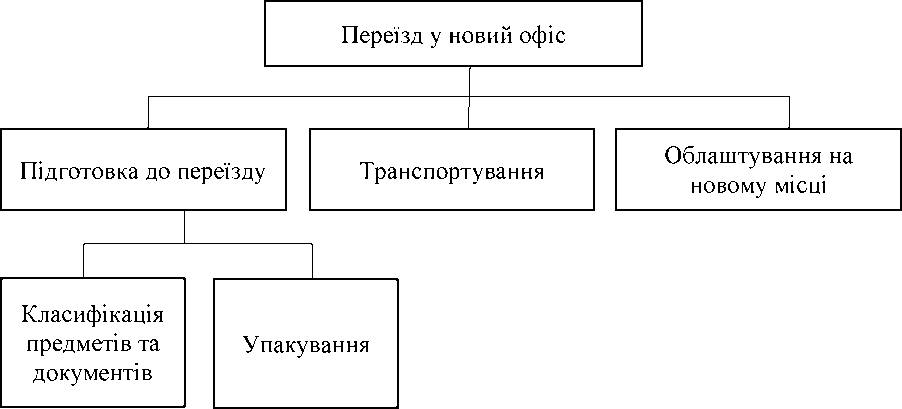 Переїзд у новий офіс
Підготовка до переїзду
Транспортування
Облаштування на
новому місці
Класифікація
предметів та
документів
Упакування